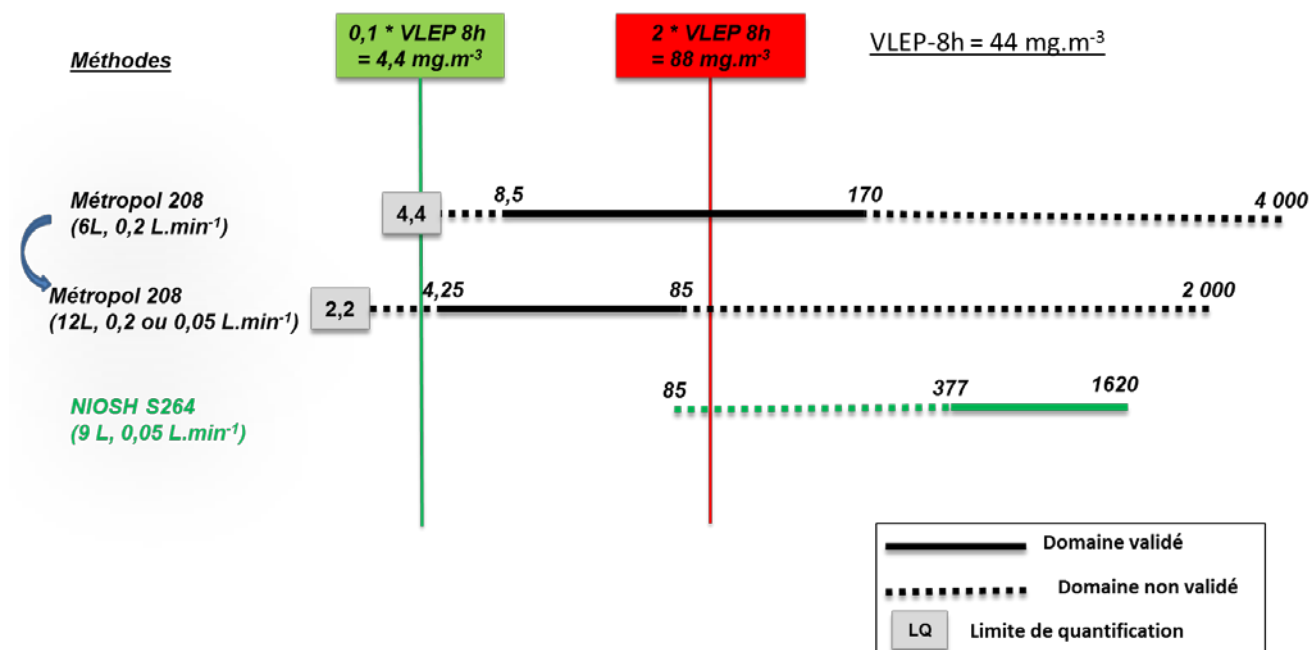 0,1 * VLEP 8h
= 4,4 mg.m-3
2 * VLEP 8h
= 88 mg.m-3
VLEP-8h = 44 mg.m-3
Méthodes
Métropol 208
(6L, 0,2 L.min-1)
4,4
8,5
170
4 000
Métropol 208
(12L, 0,2 ou 0,05 L.min-1)
2,2
4,25
85
2 000
NIOSH S264
(9 L, 0,05 L.min-1)
85
377
1620
Domaine validé
Domaine non validé
LQ Limite de quantification